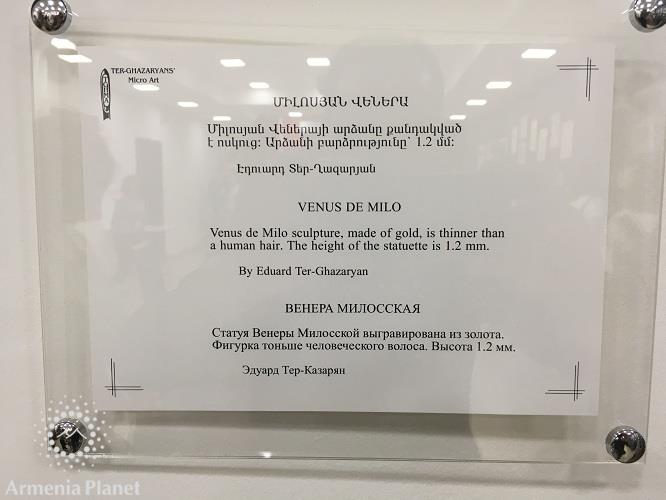 TER-GHAZARYANS'
Micro Art
ՄԻԼՈՍՅԱՆ ՎԵՆԵՐԱ
Միլոսյան Վեներայի արձանը քանդակված
է ոսկուց: Արձանի բարձրությունը՝ 1.2 մմ:
Էդուարդ Տեր-Ղազարյան
VENUS DE MILO
Venus de Milo sculpture, made of gold, is thinner than
a human hair. The height of the statuette is 1.2 mm.
By Eduard Ter-Ghazaryan
ВЕНЕРА МИЛОССКАЯ
Статуя Венеры Милосской выгравирована из золота.
Фигурка тоньше человеческого волоса. Высота 1.2 мм.
Эдуард Тер-Казарян
Armenia Planet